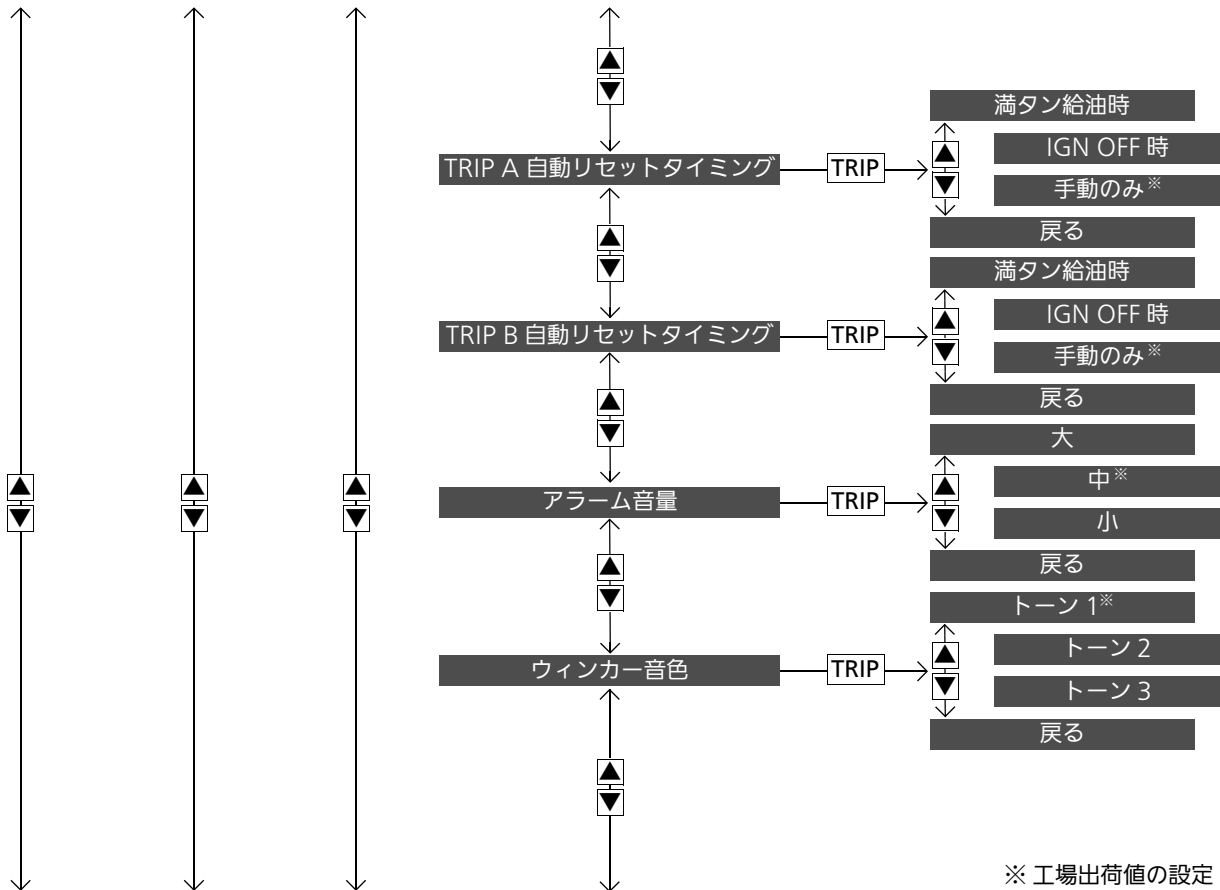 満タン給油時
TRIP A 自動リセットタイミング
TRIP
IGN OFF 時
手動のみ※
戻る
満タン給油時
TRIP B 自動リセットタイミング
TRIP
IGN OFF 時
手動のみ※
戻る
大
アラーム音量
TRIP
中※
小
戻る
トーン 1※
ウィンカー音色
TRIP
トーン 2
トーン 3
戻る
※ 工場出荷値の設定